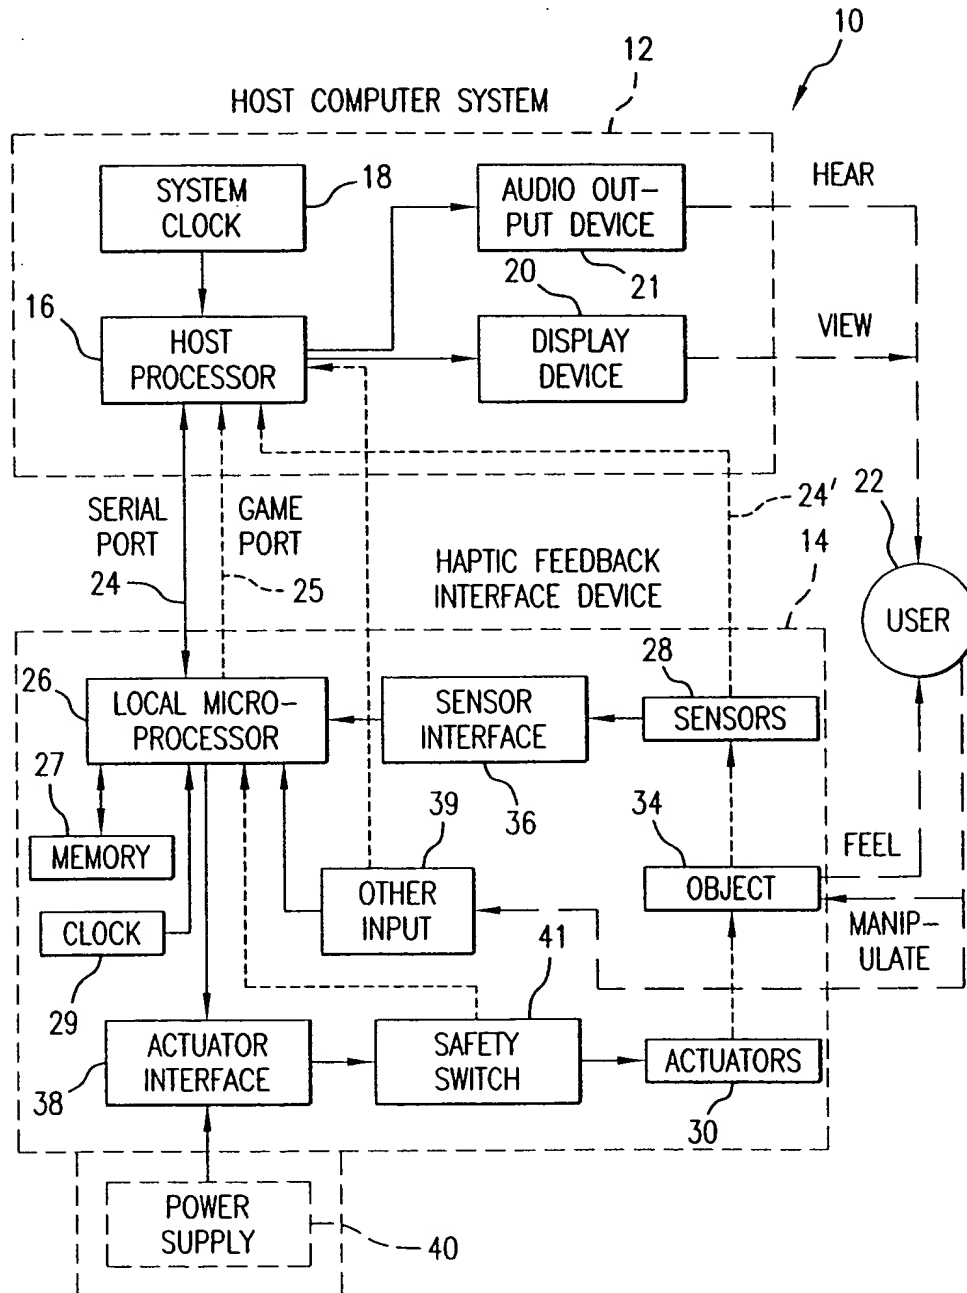 10
12
HOST COMPUTER SYSTEM
SYSTEM
CLOCK
18
AUDIO OUT-
PUT DEVICE
HEAR
21
20
16
HOST
PROCESSOR
DISPLAY
DEVICE
VIEW
SERIAL
PORT
24
GAME
PORT
25
24'
22
14
HAPTIC FEEDBACK
INTERFACE DEVICE
USER
26
LOCAL MICRO-
PROCESSOR
SENSOR
INTERFACE
28
SENSORS
27
MEMORY
36
39
34
FEEL
OBJECT
OTHER
INPUT
CLOCK
29
41
MANIP-
ULATE
ACTUATOR
INTERFACE
SAFETY
SWITCH
ACTUATORS
38
30
POWER
SUPPLY
40